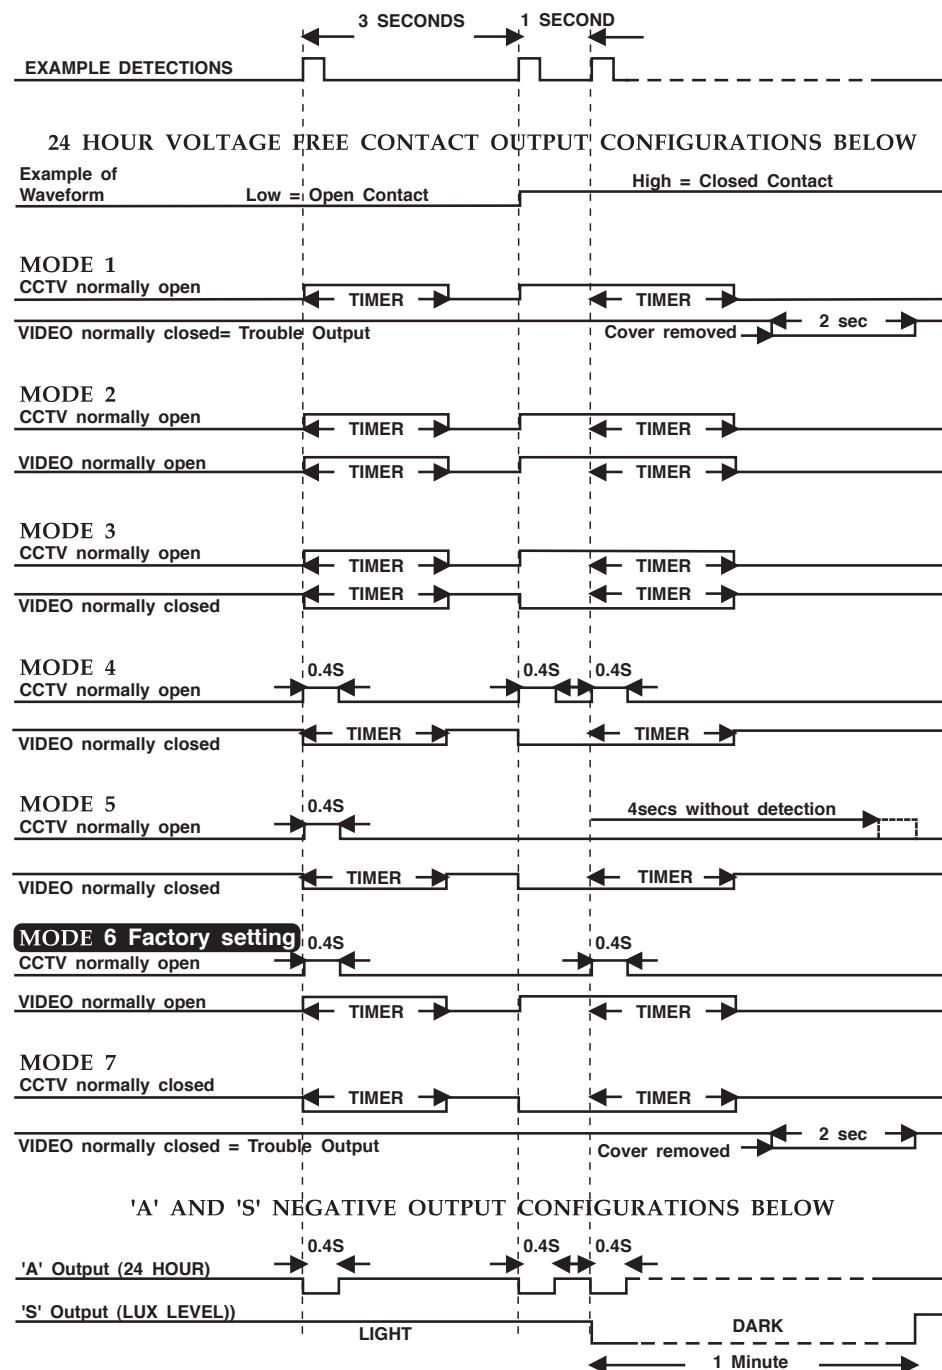 3 SECONDS 1 SECOND
EXAMPLE DETECTIONS
24 HOUR VOLTAGE FREE CONTACT OUTPUT CONFIGURATIONS BELOW
Example of
Waveform Low = Open Contact High = Closed Contact
MODE 1
CCTV normally open
TIMER TIMER
VIDEO normally closed= Trouble Output Cover removed 2 sec
MODE 2
CCTV normally open
TIMER TIMER
VIDEO normally open
TIMER TIMER
MODE 3
CCTV normally open
TIMER TIMER
TIMER TIMER
VIDEO normally closed
MODE 4 0.4S 0.4S 0.4S
CCTV normally open
TIMER TIMER
VIDEO normally closed
MODE 5 0.4S 4secs without detection
CCTV normally open
TIMER TIMER
VIDEO normally closed
MODE 6 Factory setting 0.4S 0.4S
CCTV normally open
VIDEO normally open
TIMER TIMER
MODE 7
CCTV normally closed
TIMER TIMER
VIDEO normally closed = Trouble Output Cover removed 2 sec
'A' AND 'S' NEGATIVE OUTPUT CONFIGURATIONS BELOW
0.4S 0.4S 0.4S
'A' Output (24 HOUR)
'S' Output (LUX LEVEL))
LIGHT DARK
1 Minute